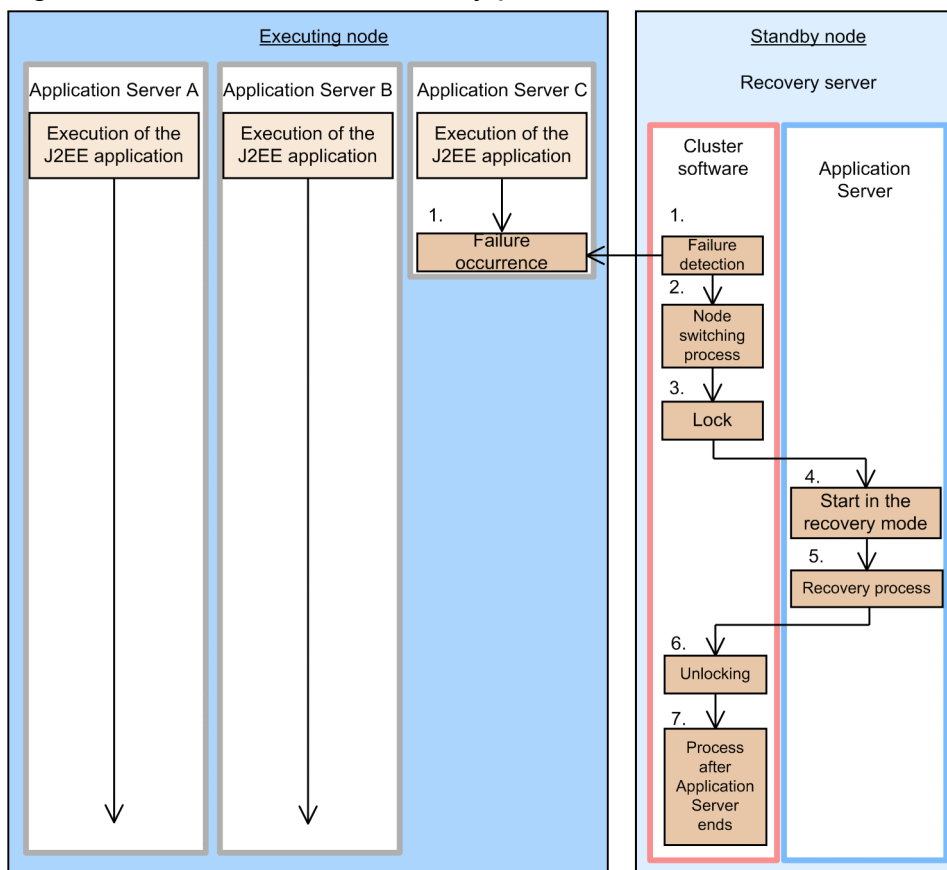 Executing node
Application Server A
Execution of the
J2EE application
Application Server B
Execution of the
J2EE application
Application Server C
Execution of the
J2EE application
1.
Failure
occurrence
Standby node
Recovery server
Cluster
software
Application
Server
1.
Failure
detection
2.
Node
switching
process
3.
Lock
4.
Start in the
recovery mode
5.
Recovery process
6.
Unlocking
7.
Process
after
Application
Server
ends